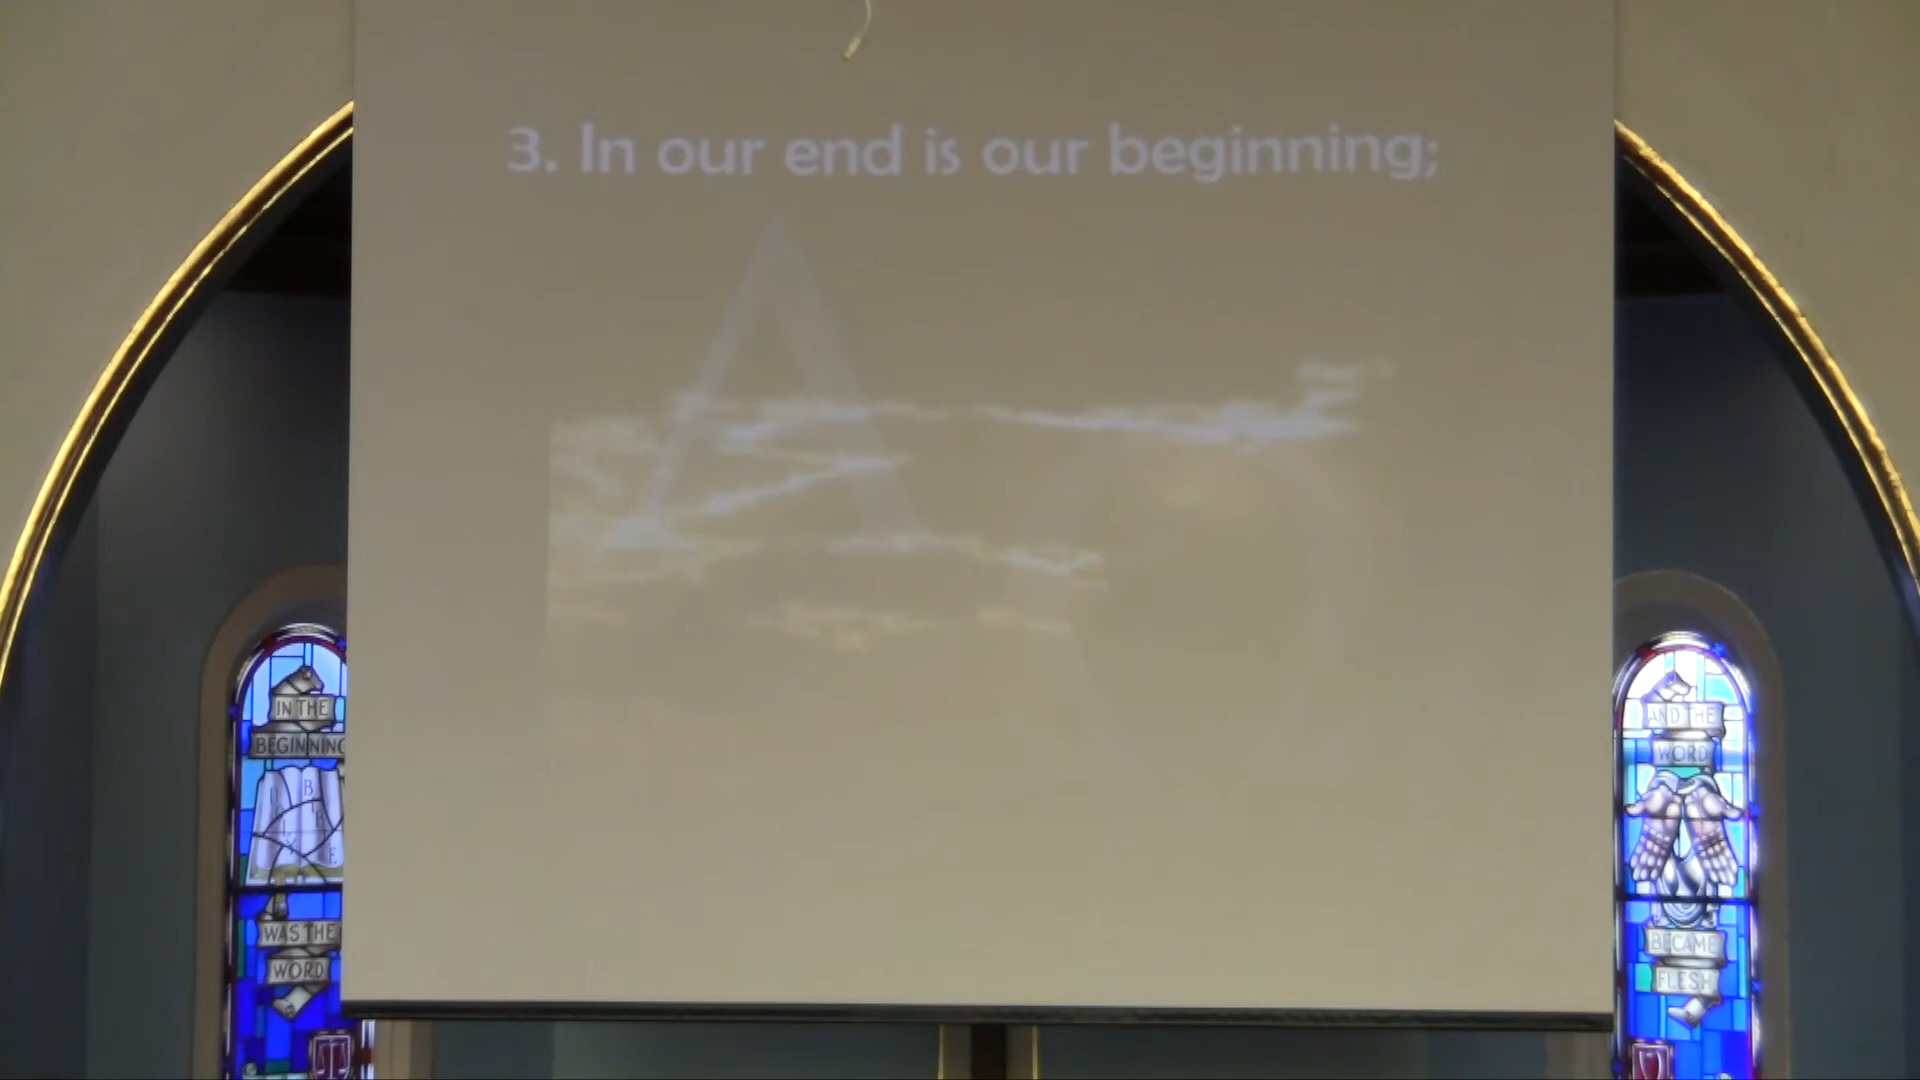 3. In our end is our beginning;
A
IN THE
BEGINNING
B
I
B
L
E
WAS THE
WORD
AND THE
WORD
BECAME
FLESH